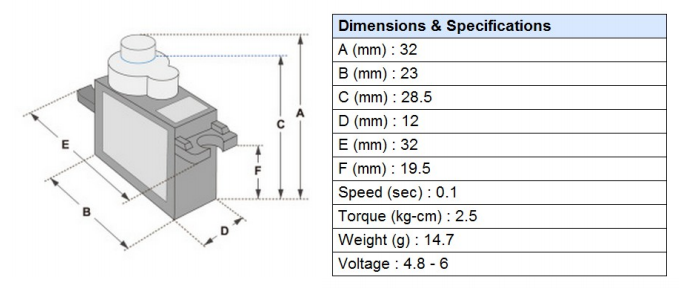 A
C
E
F
B
D
Dimensions & Specifications
A (mm) : 32
B (mm) : 23
C (mm) : 28.5
D (mm) : 12
E (mm) : 32
F (mm) : 19.5
Speed (sec) : 0.1
Torque (kg-cm) : 2.5
Weight (g) : 14.7
Voltage : 4.8 - 6